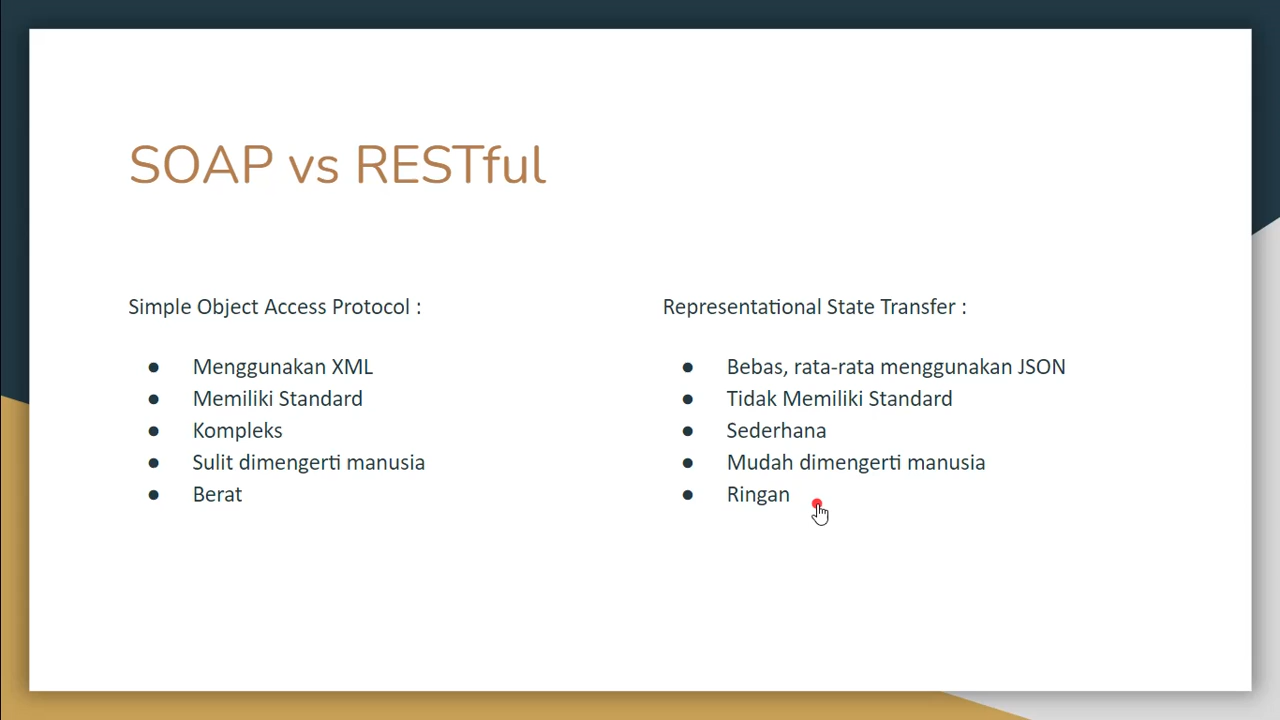 SOAP vs RESTful
Simple Object Access Protocol :
● Menggunakan XML
● Memiliki Standard
● Kompleks
● Sulit dimengerti manusia
● Berat
Representational State Transfer :
● Bebas, rata-rata menggunakan JSON
● Tidak Memiliki Standard
● Sederhana
● Mudah dimengerti manusia
● Ringan